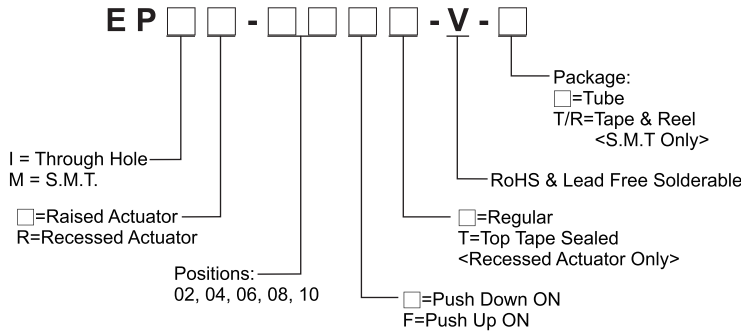 EP□□-□□□□-V-□
Package:
□=Tube
T/R=Tape & Reel
<S.M.T Only>
I = Through Hole
M = S.M.T.
RoHS & Lead Free Solderable
□=Raised Actuator
R=Recessed Actuator
□=Regular
T=Top Tape Sealed
<Recessed Actuator Only>
Positions:
02, 04, 06, 08, 10
□=Push Down ON
F=Push Up ON